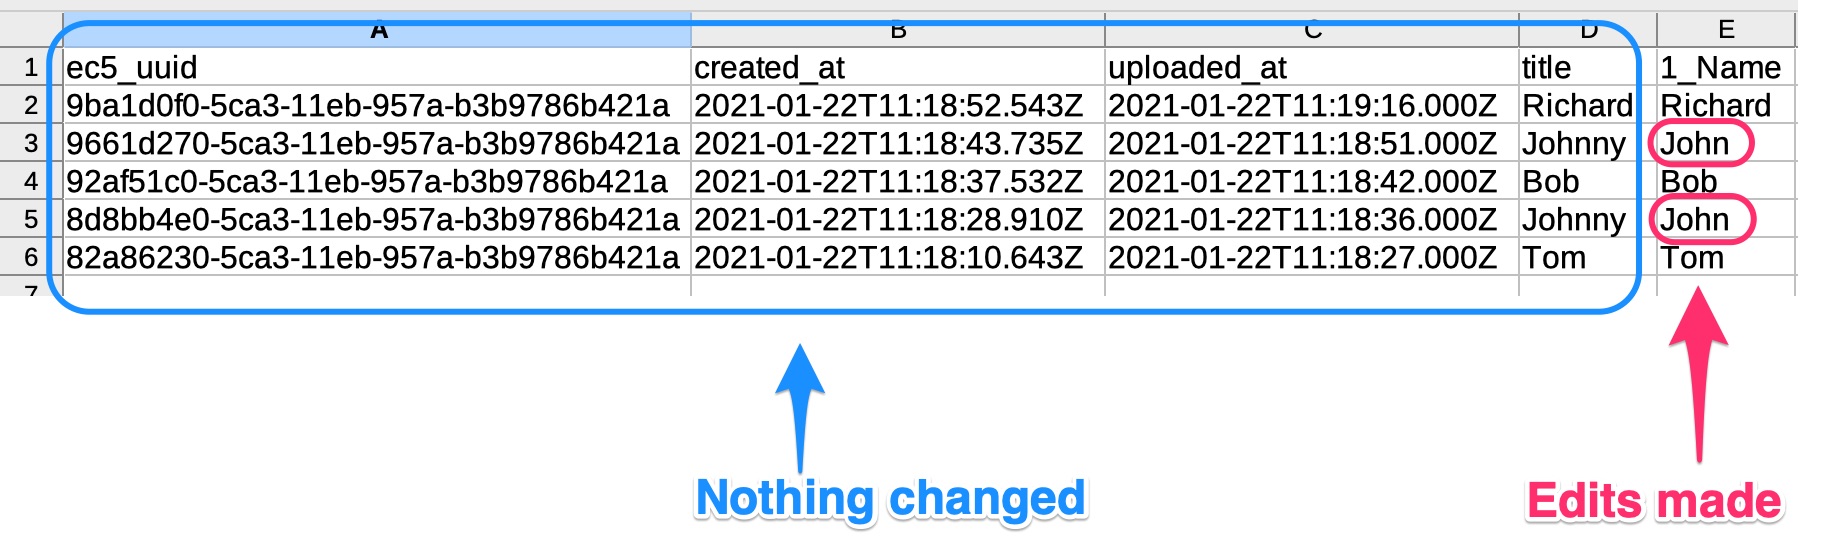 A B C D E
1 ec5_uuid created_at uploaded_at title 1_Name
2 9ba1d0f0-5ca3-11eb-957a-b3b9786b421a 2021-01-22T11:18:52.543Z 2021-01-22T11:19:16.000Z Richard Richard
3 9661d270-5ca3-11eb-957a-b3b9786b421a 2021-01-22T11:18:43.735Z 2021-01-22T11:18:51.000Z Johnny John
4 92af51c0-5ca3-11eb-957a-b3b9786b421a 2021-01-22T11:18:37.532Z 2021-01-22T11:18:42.000Z Bob Bob
5 8d8bb4e0-5ca3-11eb-957a-b3b9786b421a 2021-01-22T11:18:28.910Z 2021-01-22T11:18:36.000Z Johnny John
6 82a86230-5ca3-11eb-957a-b3b9786b421a 2021-01-22T11:18:10.643Z 2021-01-22T11:18:27.000Z Tom Tom
7
Nothing changed
Edits made